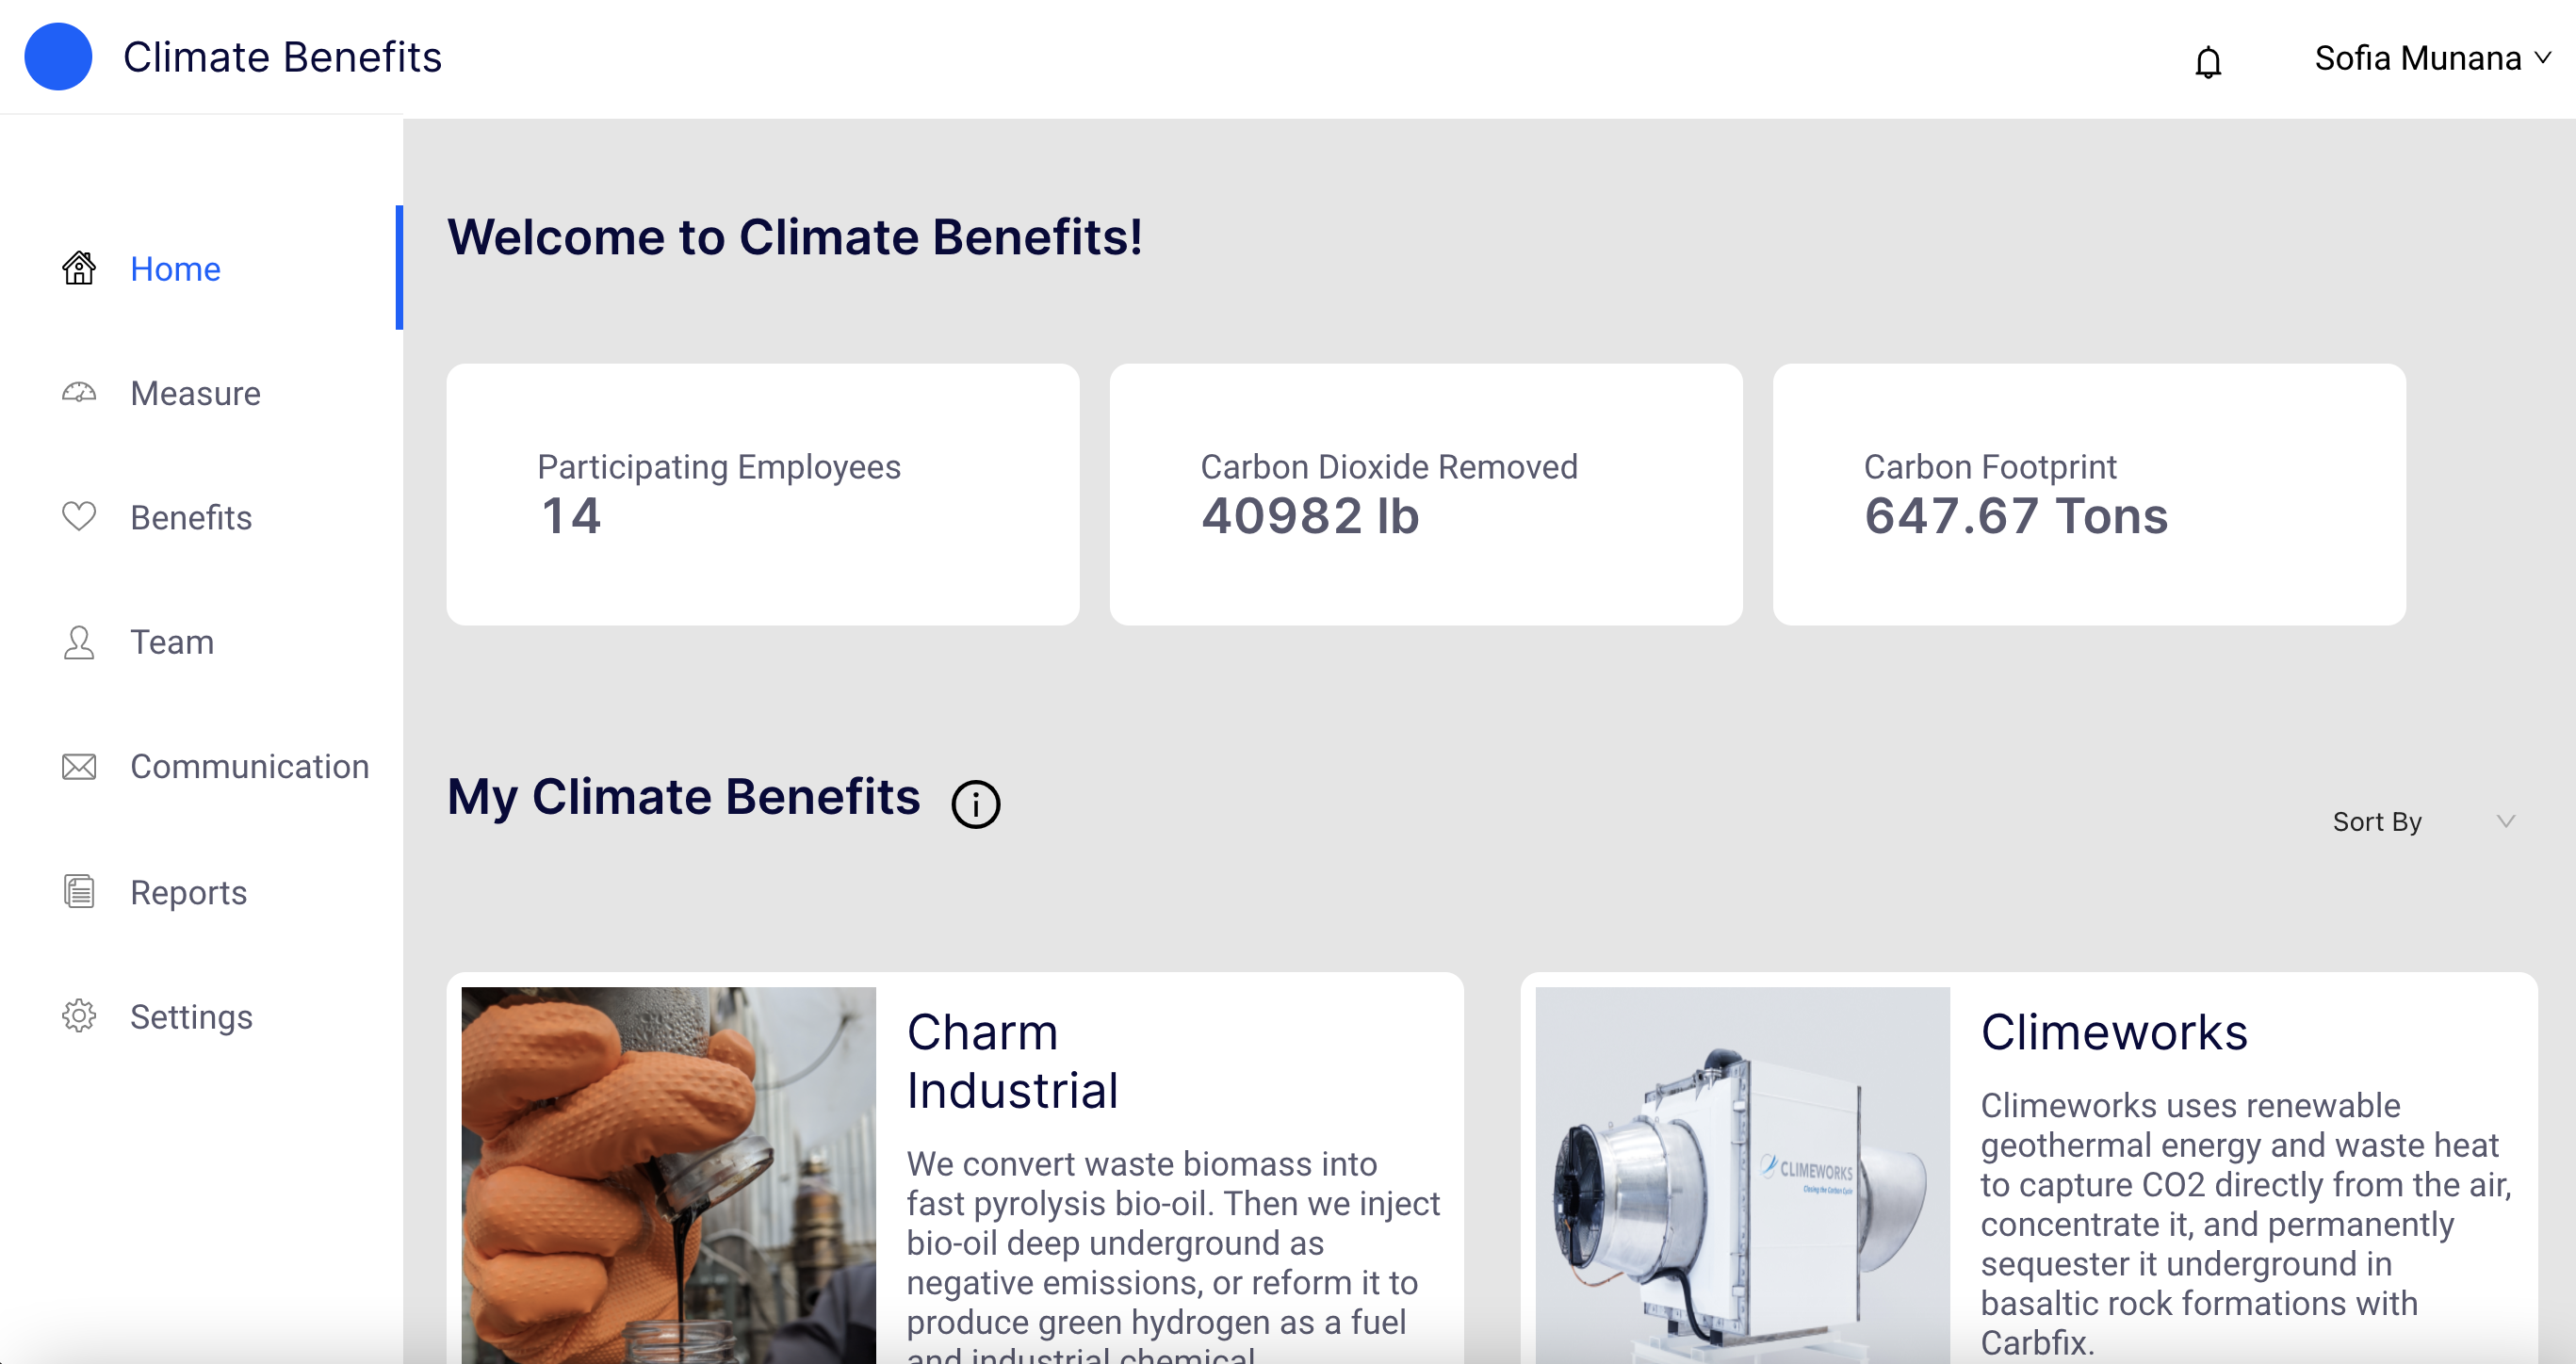 Climate Benefits
Sofia Munana
Home
Measure
Benefits
Team
Communication
Reports
Settings
Welcome to Climate Benefits!
Participating Employees
14
Carbon Dioxide Removed
40982 lb
Carbon Footprint
647.67 Tons
My Climate Benefits
Sort By
Charm
Industrial
We convert waste biomass into
fast pyrolysis bio-oil. Then we inject
bio-oil deep underground as
negative emissions, or reform it to
produce green hydrogen as a fuel
and industrial chemical.
CLIMEWORKS
Closing the Carbon Cycle
Climeworks
Climeworks uses renewable
geothermal energy and waste heat
to capture CO2 directly from the air,
concentrate it, and permanently
sequester it underground in
basaltic rock formations with
Carbfix.